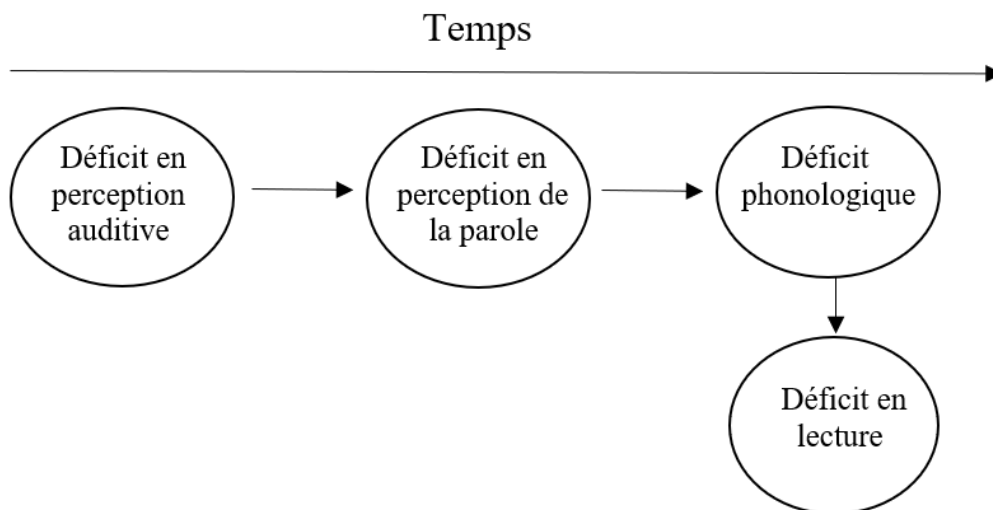 Temps
Déficit en
perception
auditive
Déficit en
perception de
la parole
Déficit
phonologique
Déficit en
lecture